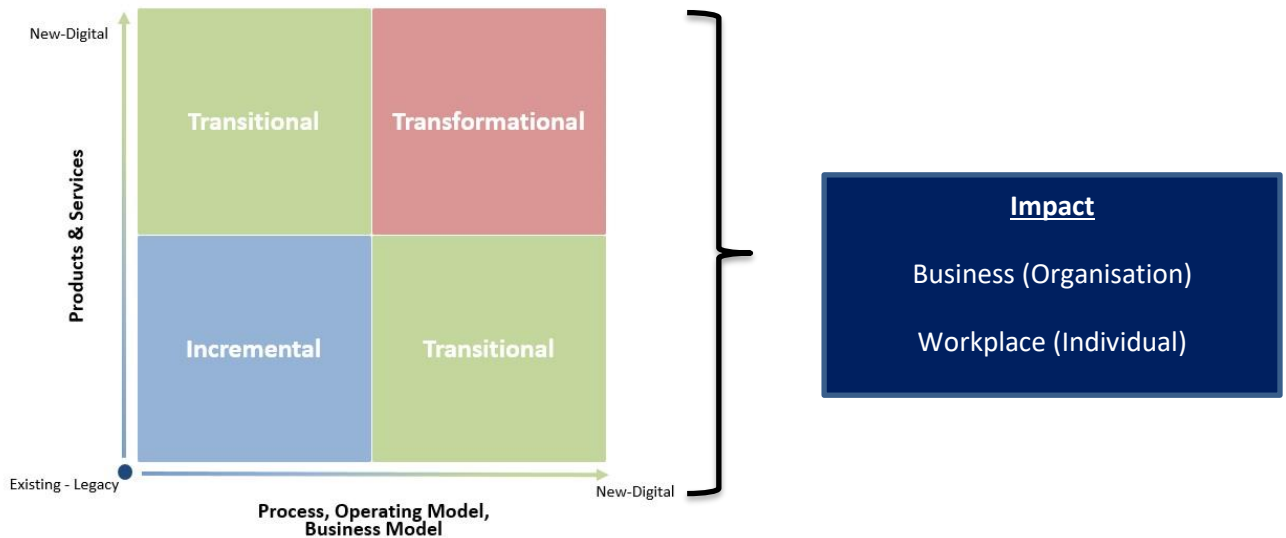 New-Digital
Transitional
Transformational
Products & Services
Impact
Business (Organisation)
Workplace (Individual)
Incremental
Transitional
Existing - Legacy
New-Digital
Process, Operating Model,
Business Model